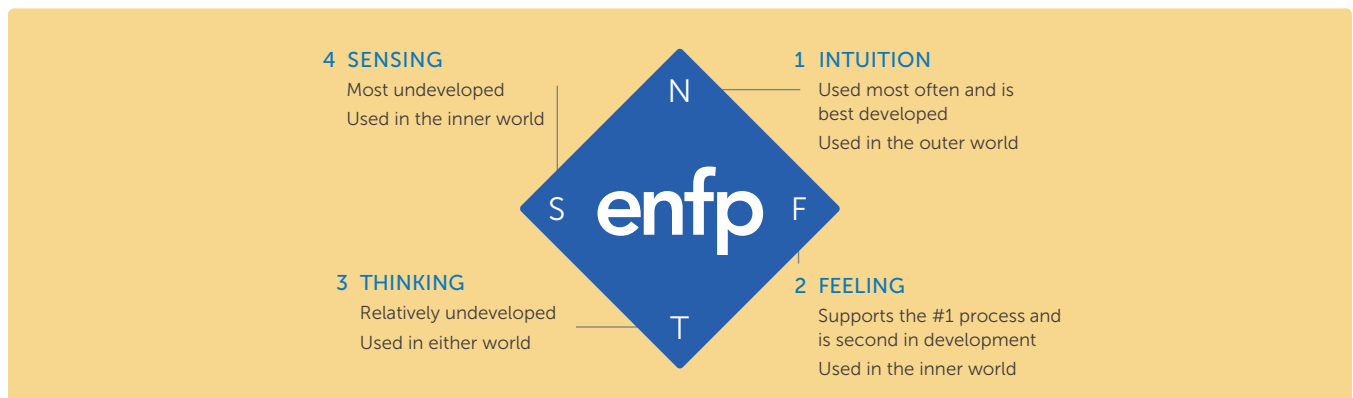 4 SENSING
Most undeveloped
Used in the inner world
N
1 INTUITION
Used most often and is
best developed
Used in the outer world
S
enfp
F
3 THINKING
Relatively undeveloped
Used in either world
T
2 FEELING
Supports the #1 process and
is second in development
Used in the inner world